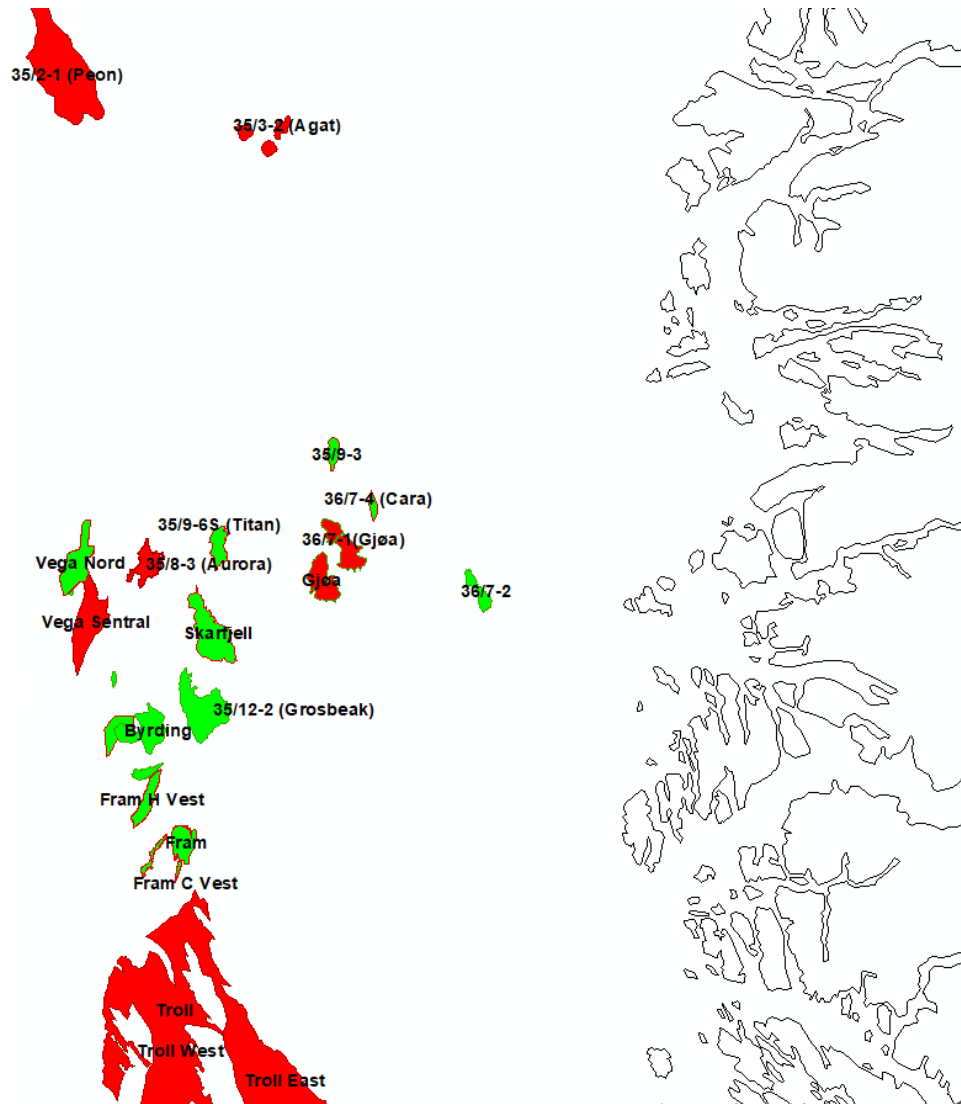 35/2-1 (Peon)
35/3-2 (Agat)
35/9-3
36/7-4 (Cara)
35/9-6S (Titan)
36/7-1(Gjøa)
Vega Nord
35/8-3 (Aurora)
Gjøa
36/7-2
Vega Sentral
Skarfjell
35/12-2 (Grosbeak)
Byrding
Fram H Vest
Fram
Fram C Vest
Troll
Troll West
Troll East